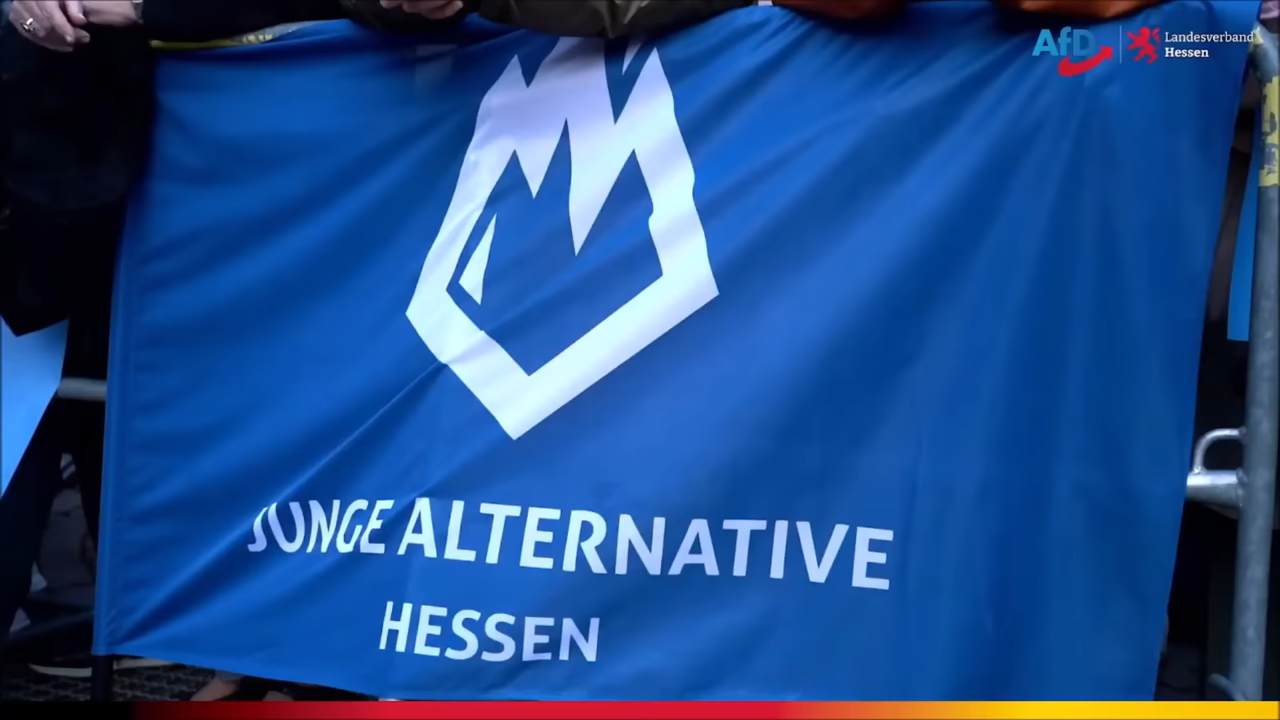 AfD
Landesverband
Hessen
JUNGE ALTERNATIVE
HESSEN